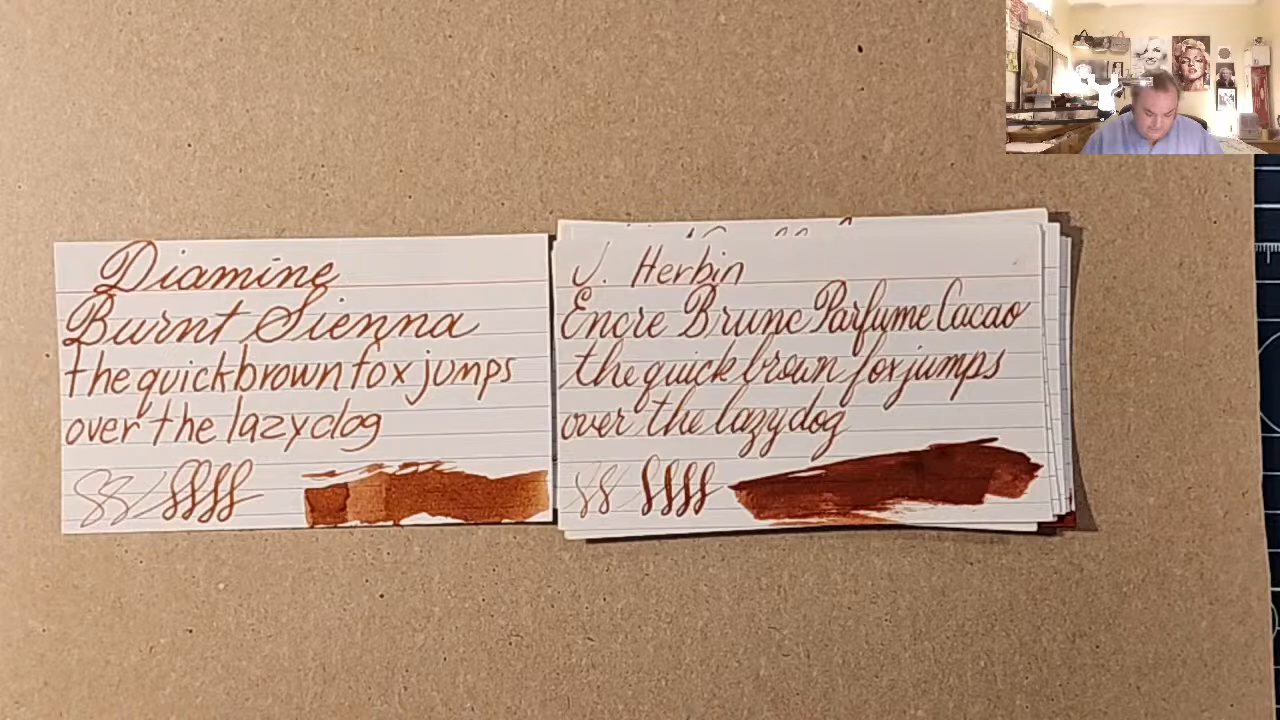 Diamine
Burnt Sienna
the quick brown fox jumps
over the lazy dog
J. Herbin
Encre Brune Parfume Cacao
the quick brown fox jumps
over the lazy dog